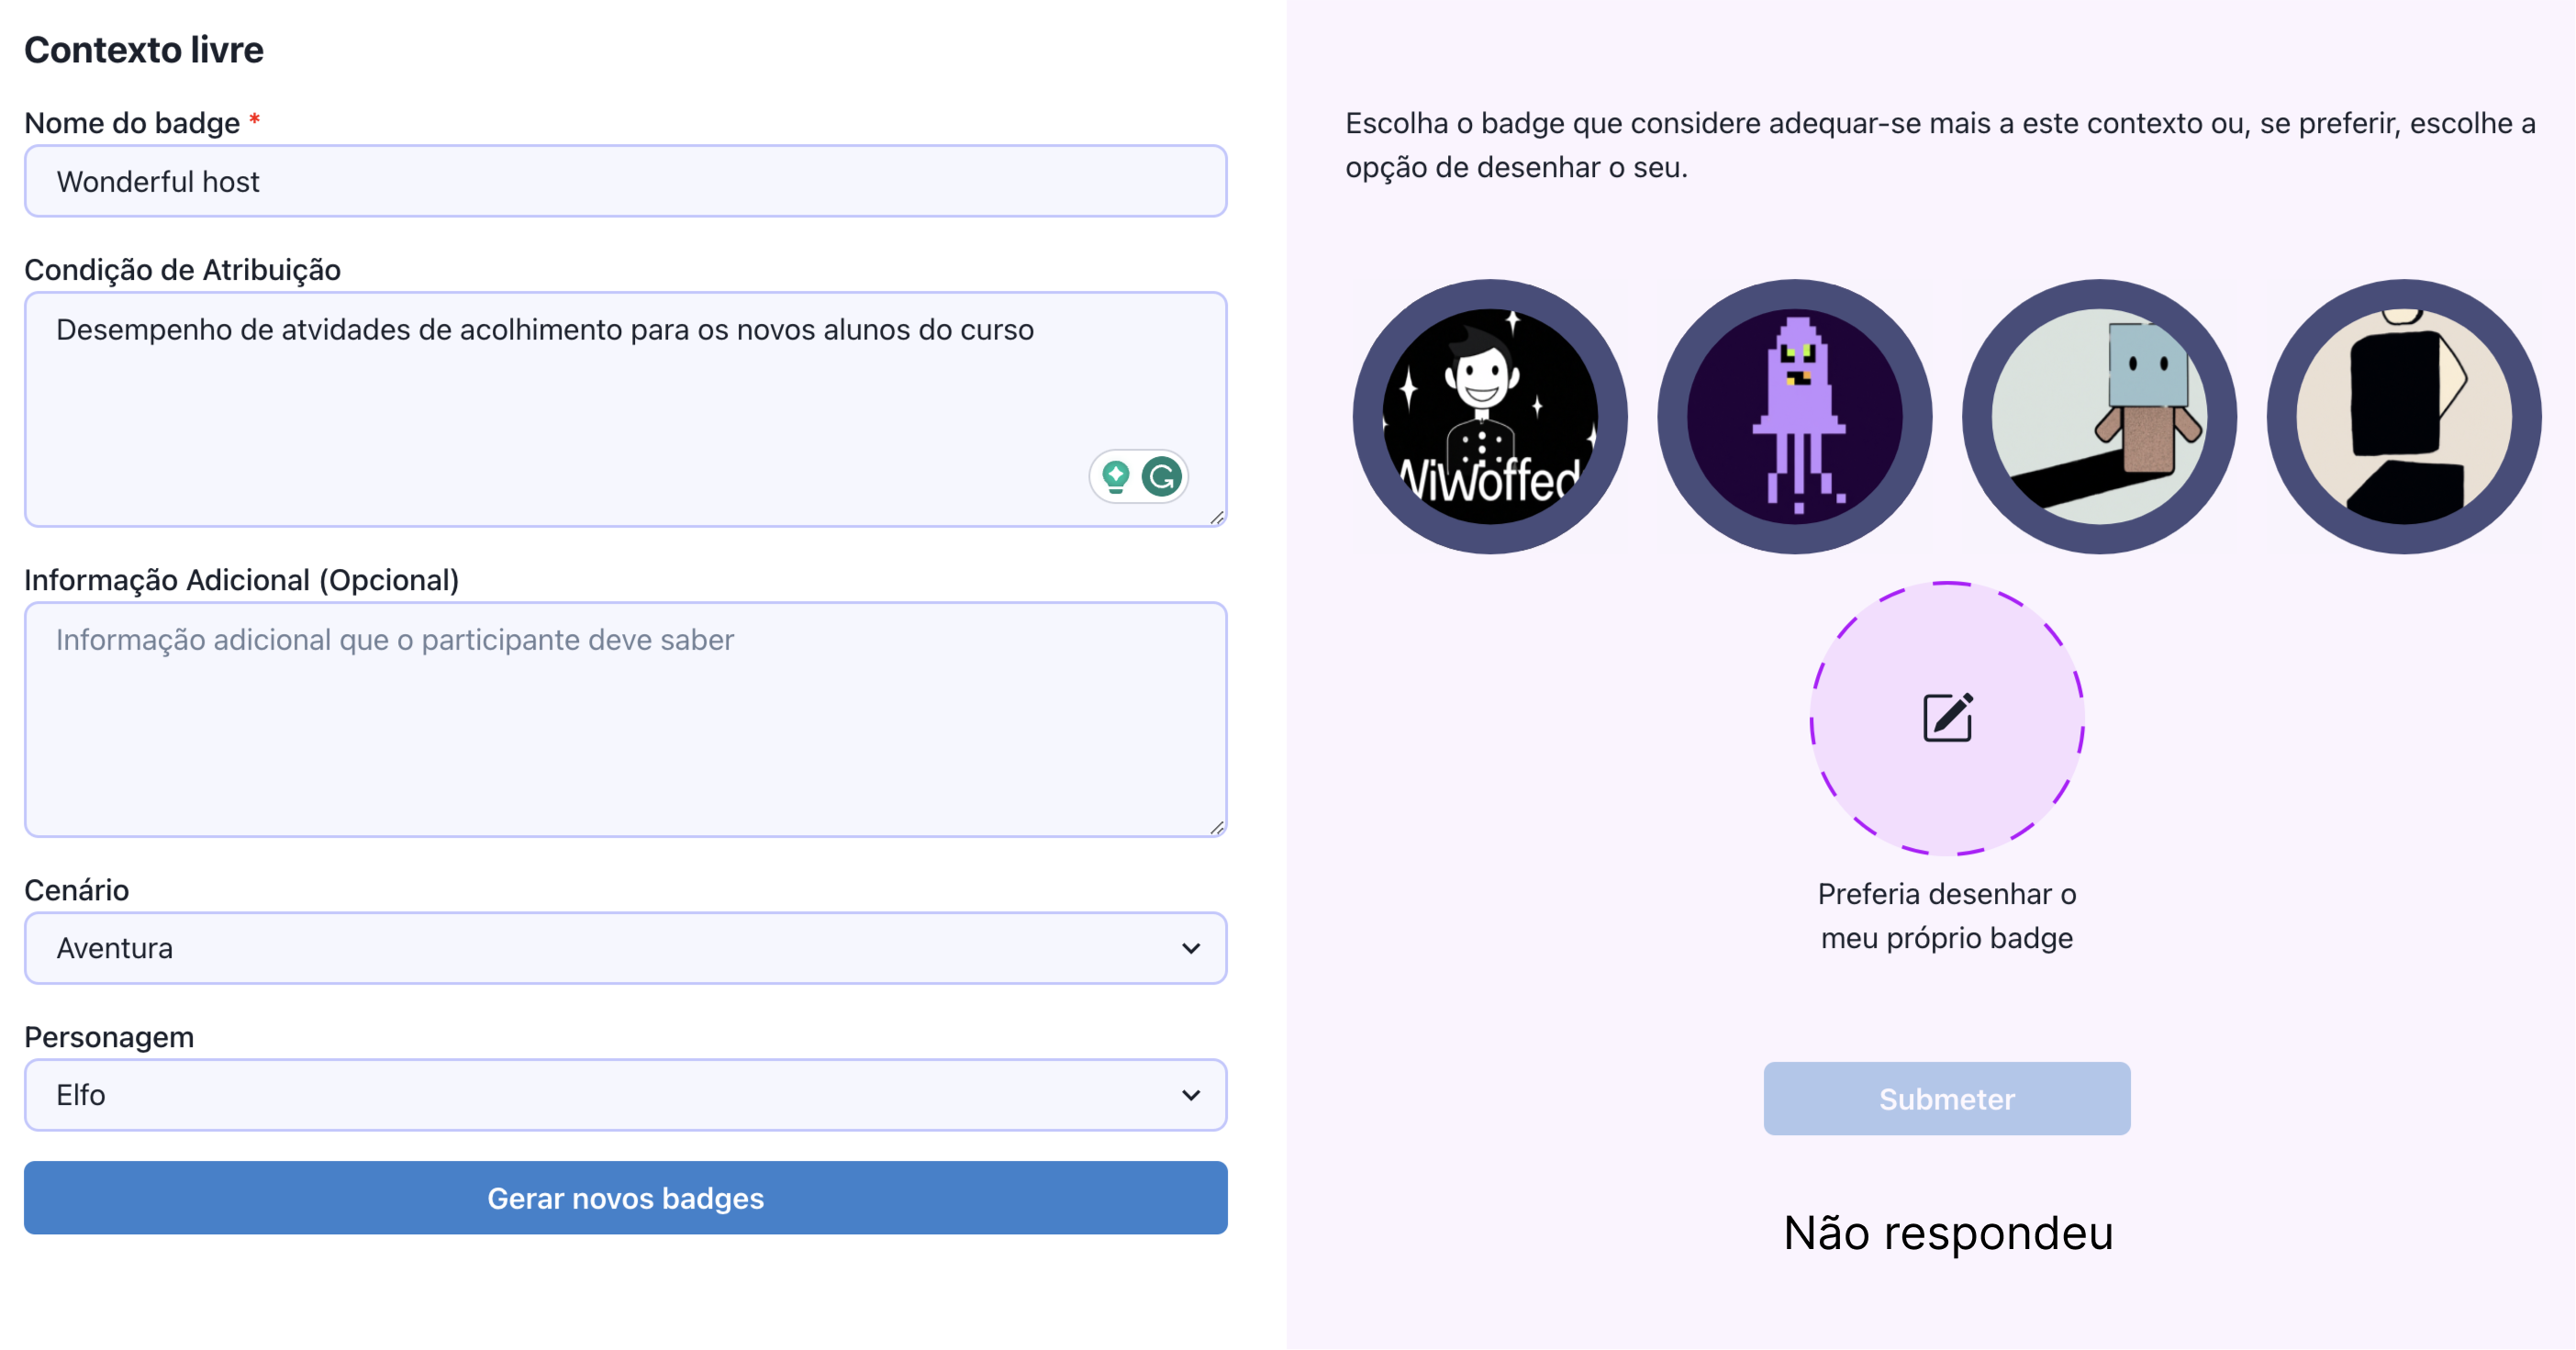 Contexto livre
Nome do badge *
Wonderful host
Condição de Atribuição
Desempenho de atvidades de acolhimento para os novos alunos do curso
Informação Adicional (Opcional)
Informação adicional que o participante deve saber
Cenário
Aventura
Personagem
Elfo
Gerar novos badges
Escolha o badge que considere adequar-se mais a este contexto ou, se preferir, escolhe a
opção de desenhar o seu.
WiWoffed
Preferia desenhar o
meu próprio badge
Submeter
Não respondeu